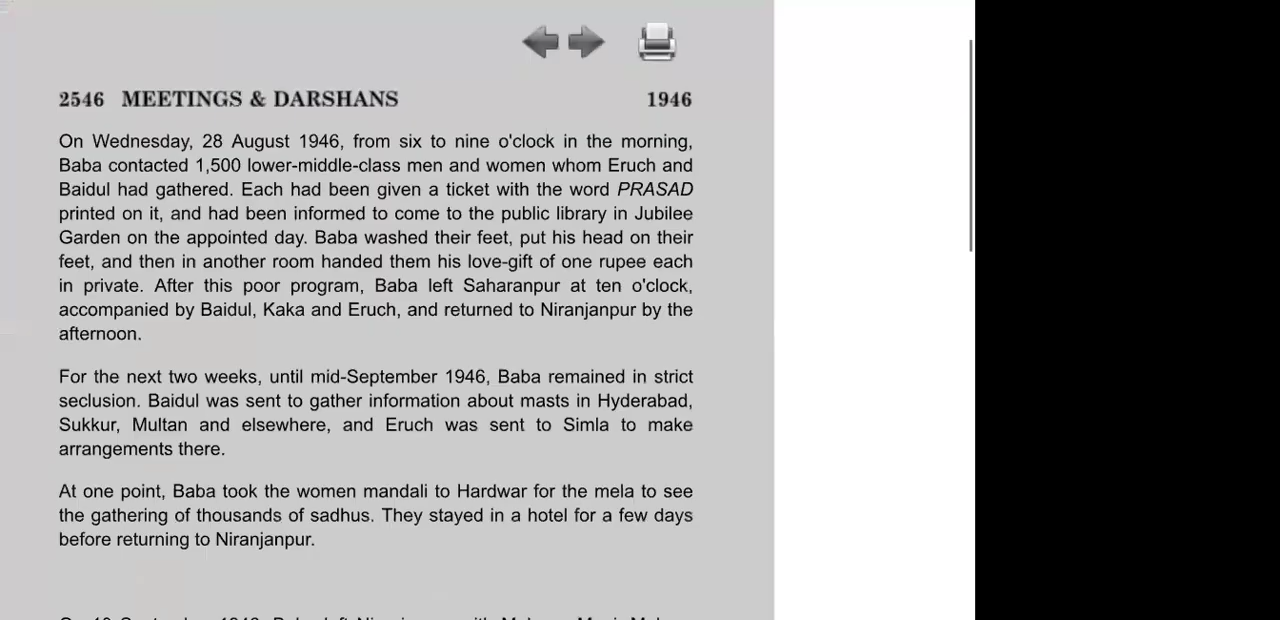 2546 MEETINGS & DARSHANS 1946
On Wednesday, 28 August 1946, from six to nine o'clock in the morning,
Baba contacted 1,500 lower-middle-class men and women whom Eruch and
Baidul had gathered. Each had been given a ticket with the word PRASAD
printed on it, and had been informed to come to the public library in Jubilee
Garden on the appointed day. Baba washed their feet, put his head on their
feet, and then in another room handed them his love-gift of one rupee each
in private. After this poor program, Baba left Saharanpur at ten o'clock,
accompanied by Baidul, Kaka and Eruch, and returned to Niranjanpur by the
afternoon.
For the next two weeks, until mid-September 1946, Baba remained in strict
seclusion. Baidul was sent to gather information about masts in Hyderabad,
Sukkur, Multan and elsewhere, and Eruch was sent to Simla to make
arrangements there.
At one point, Baba took the women mandali to Hardwar for the mela to see
the gathering of thousands of sadhus. They stayed in a hotel for a few days
before returning to Niranjanpur.